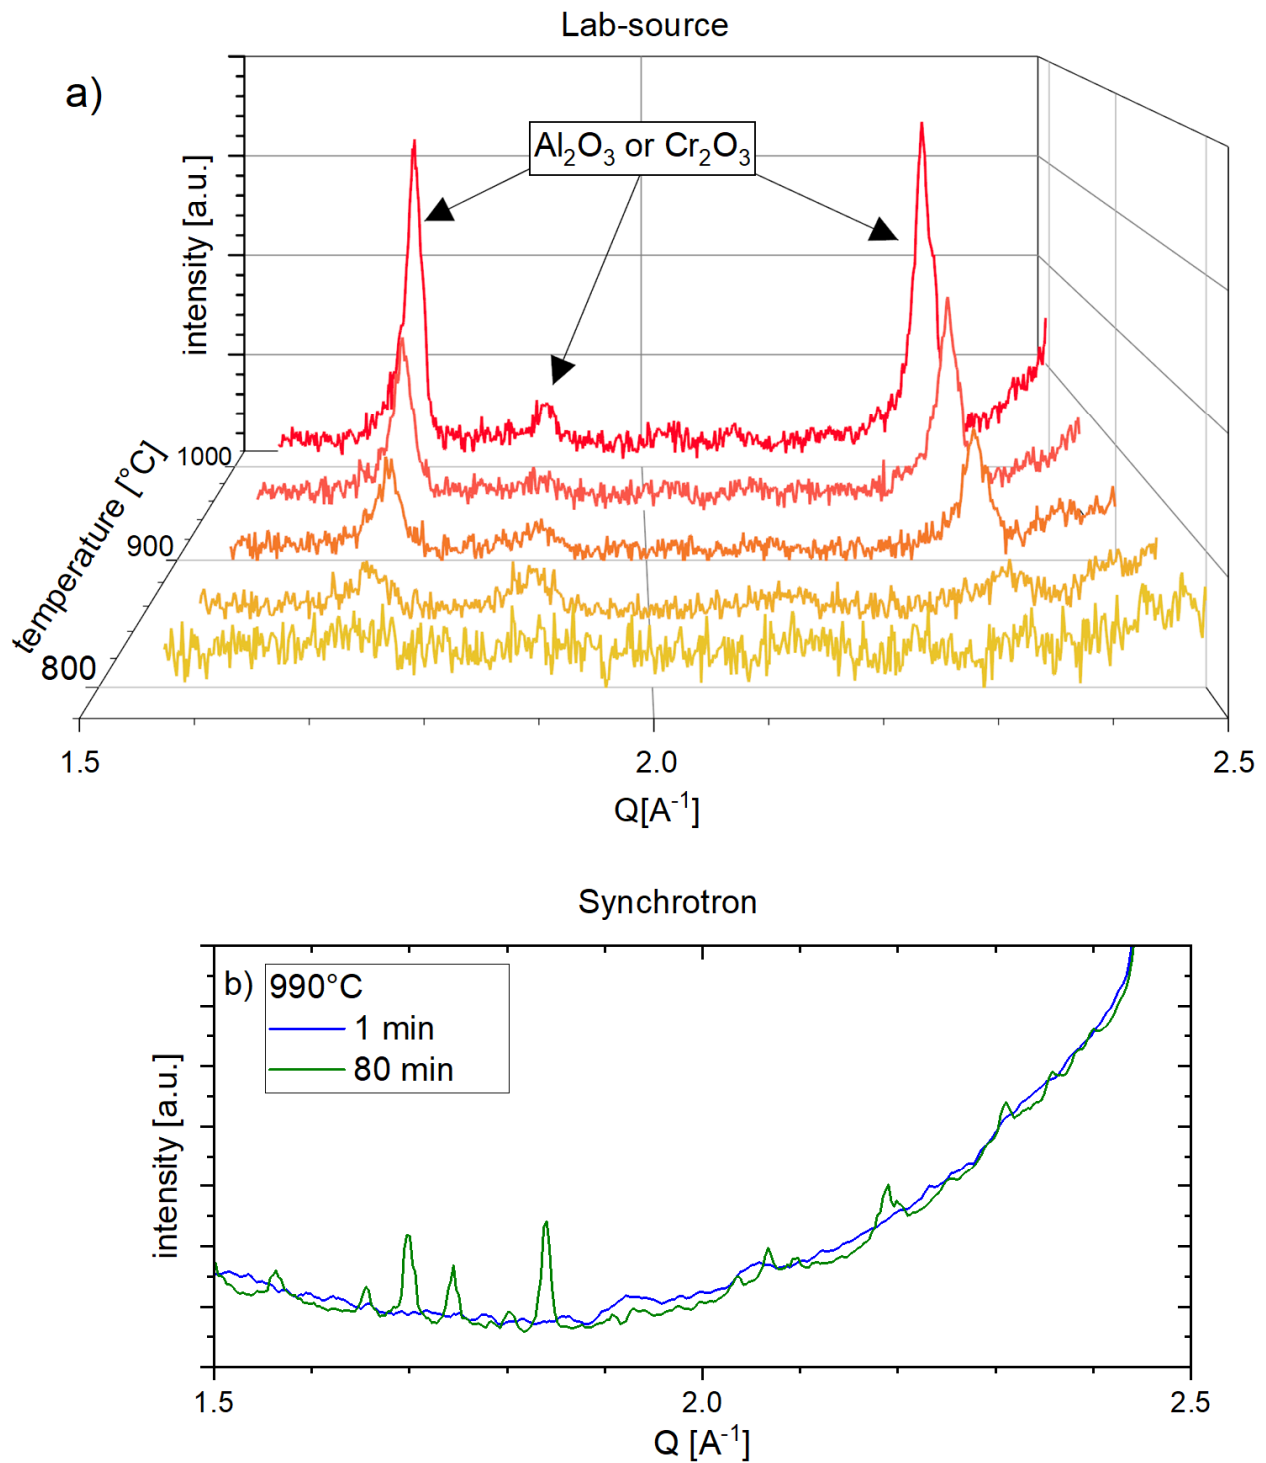 Lab-source
a)
Al₂O₃ or Cr₂O₃
intensity [a.u.]
temperature [°C]
1000
900
800
1.5 2.0 2.5
Q[A⁻¹]
Synchrotron
b)
990°C
1 min
80 min
intensity [a.u.]
1.5 2.0 2.5
Q [A⁻¹]